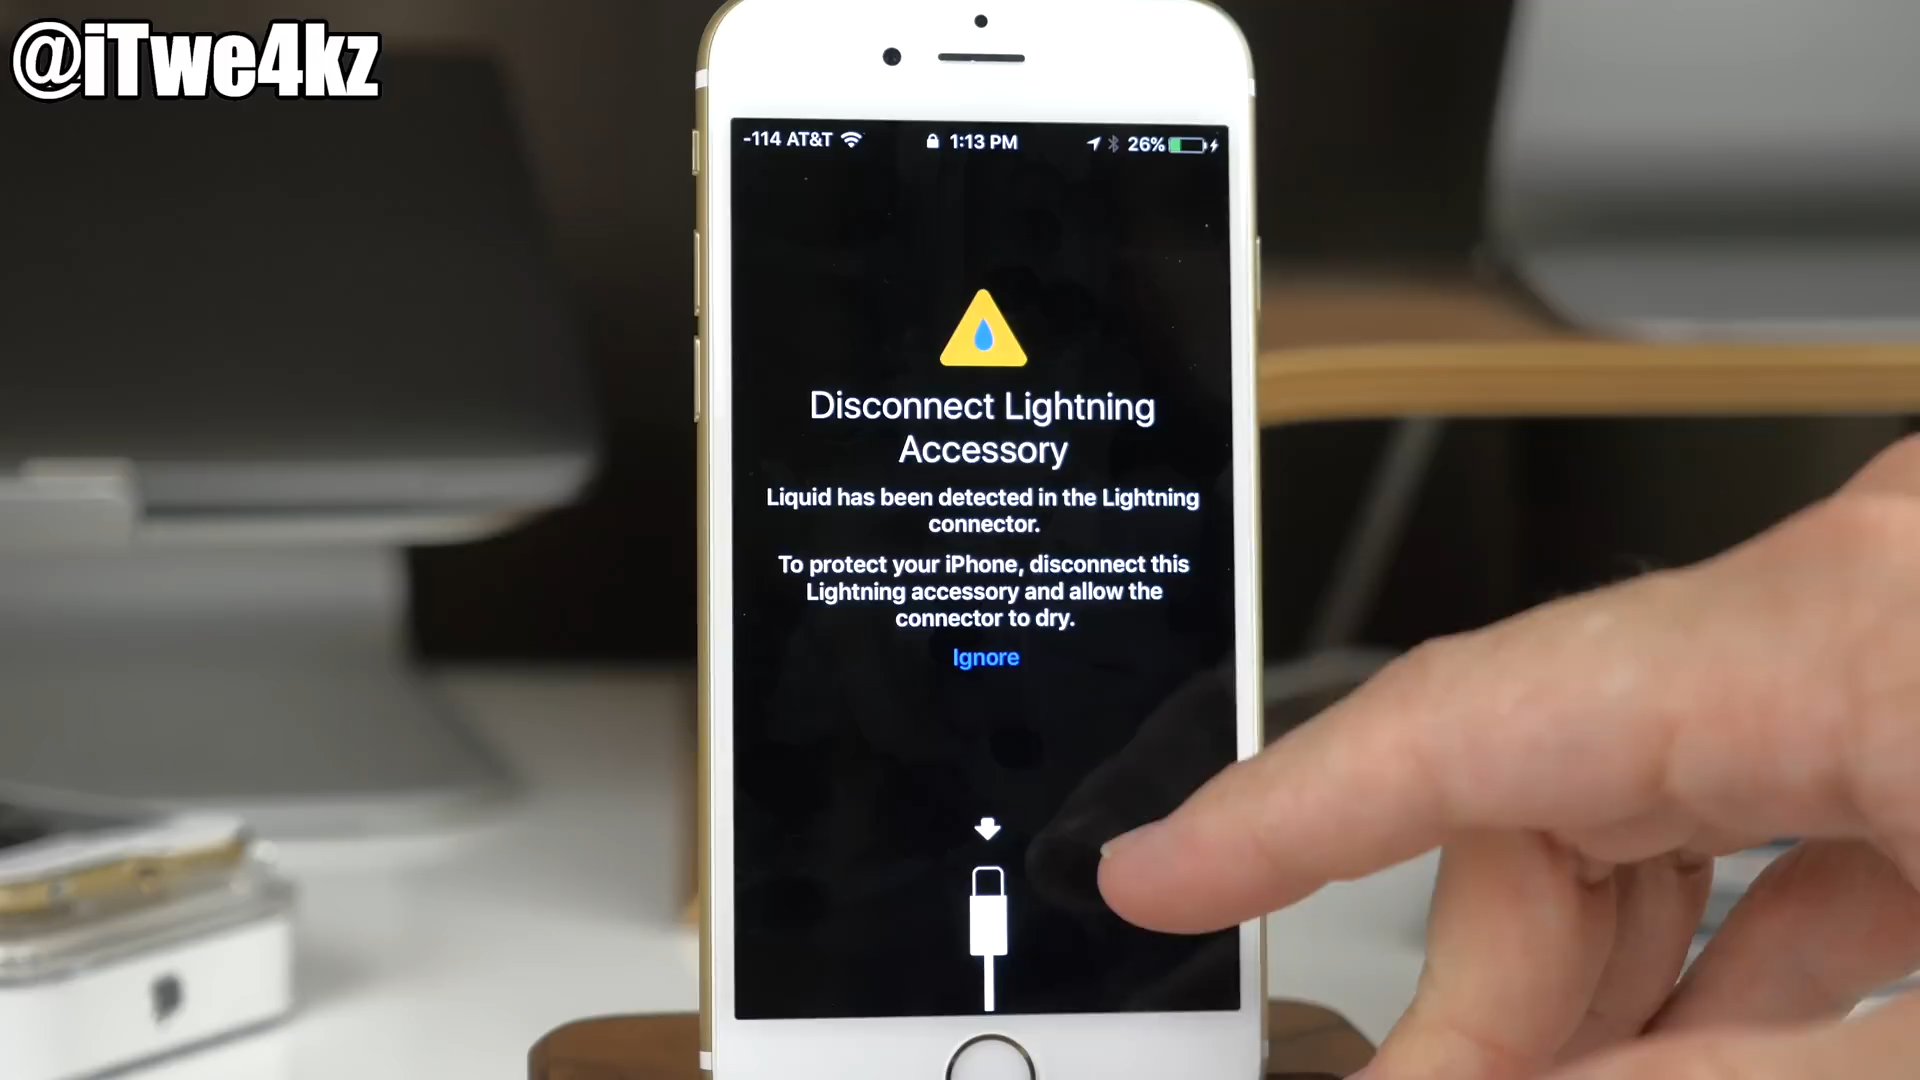 @iTwe4kz
-114 AT&T 1:13 PM 26%
Disconnect Lightning
Accessory
Liquid has been detected in the Lightning
connector.
To protect your iPhone, disconnect this
Lightning accessory and allow the
connector to dry.
Ignore